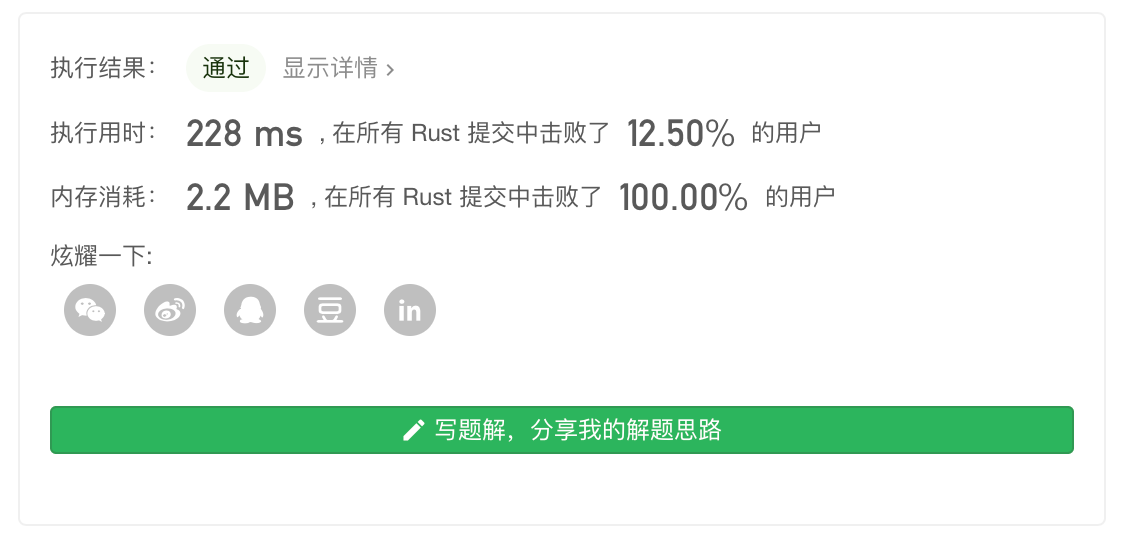 执行结果： 通过 显示详情 ›
执行用时： 228 ms , 在所有 Rust 提交中击败了 12.50% 的用户
内存消耗： 2.2 MB , 在所有 Rust 提交中击败了 100.00% 的用户
炫耀一下:
豆 in
写题解，分享我的解题思路